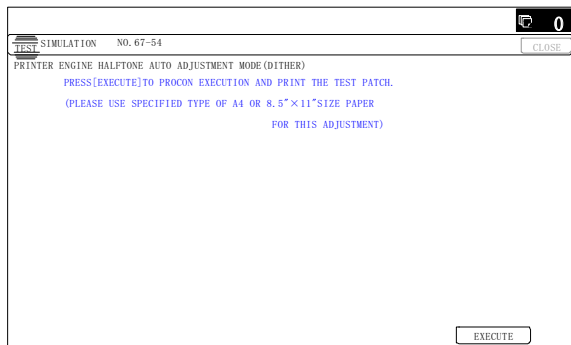 0
TEST SIMULATION NO. 67-54
CLOSE
PRINTER ENGINE HALFTONE AUTO ADJUSTMENT MODE(DITHER)
PRESS[EXECUTE]TO PROCON EXECUTION AND PRINT THE TEST PATCH.
(PLEASE USE SPECIFIED TYPE OF A4 OR 8.5″×11″SIZE PAPER
FOR THIS ADJUSTMENT)
EXECUTE